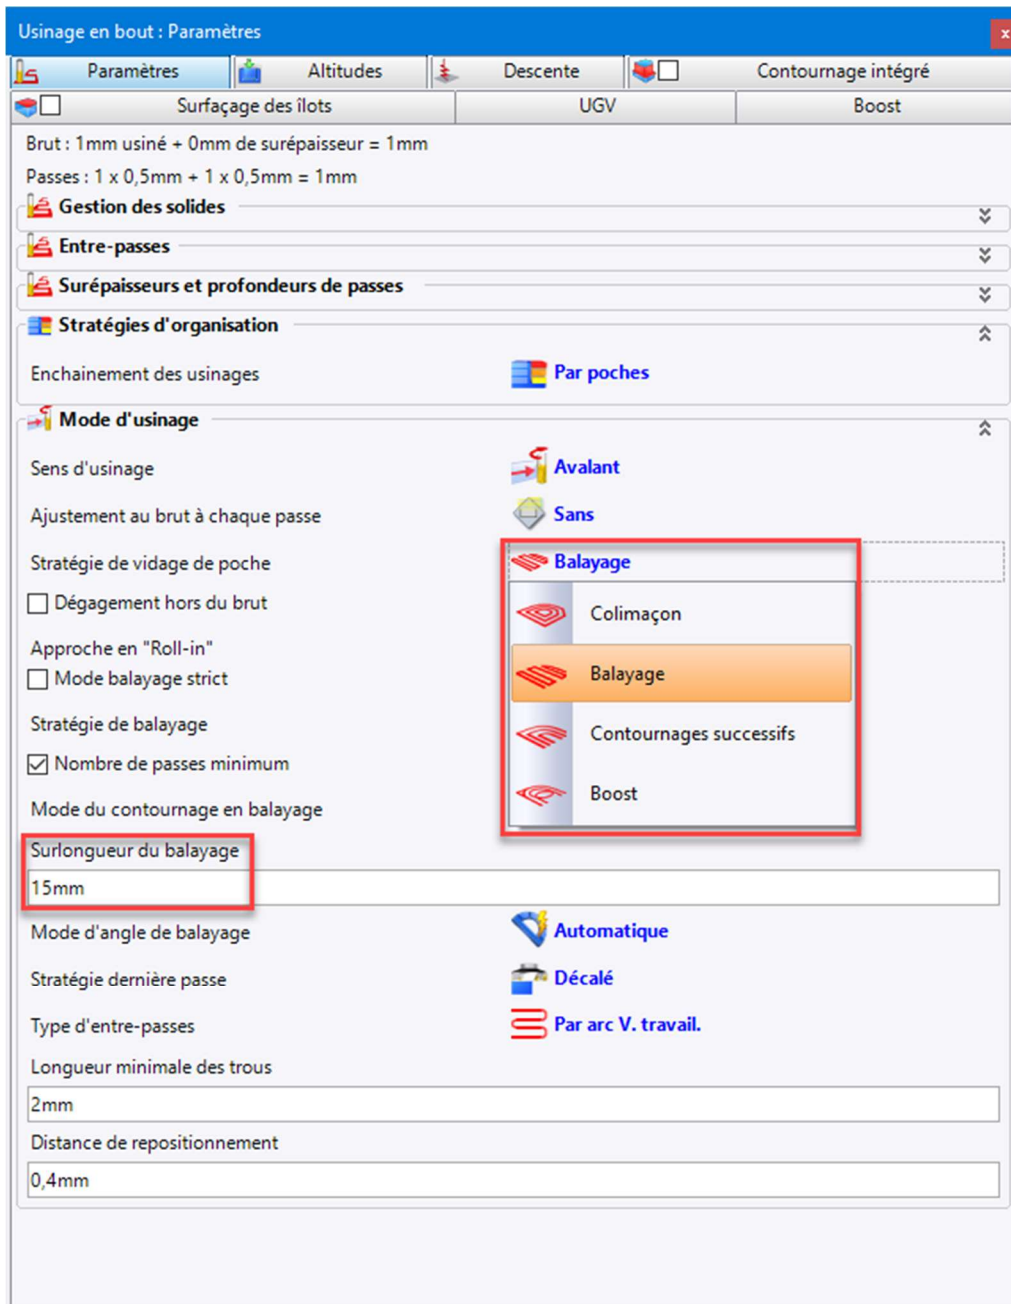 Usinage en bout : Paramètres
x
Paramètres Altitudes Descente Contournage intégré
Surfaçage des îlots UGV Boost
Brut : 1mm usiné + 0mm de surépaisseur = 1mm
Passes : 1 x 0,5mm + 1 x 0,5mm = 1mm
Gestion des solides
Entre-passes
Surépaisseurs et profondeurs de passes
Stratégies d'organisation
Enchainement des usinages Par poches
Mode d'usinage
Sens d'usinage Avalant
Ajustement au brut à chaque passe Sans
Stratégie de vidage de poche Balayage
Dégagement hors du brut
Colimaçon
Approche en "Roll-in"
Mode balayage strict
Balayage
Stratégie de balayage
Contournages successifs
Nombre de passes minimum
Boost
Mode du contournage en balayage
Surlongueur du balayage
15mm
Mode d'angle de balayage Automatique
Stratégie dernière passe Décalé
Type d'entre-passes Par arc V. travail.
Longueur minimale des trous
2mm
Distance de repositionnement
0,4mm